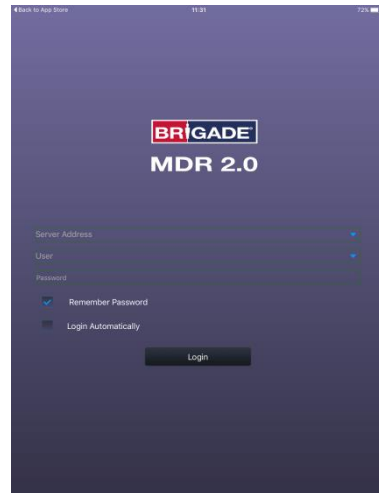 Back to App Store 11:31 72%
BRIGADE
MDR 2.0
Server Address
User
Password
Remember Password
Login Automatically
Login